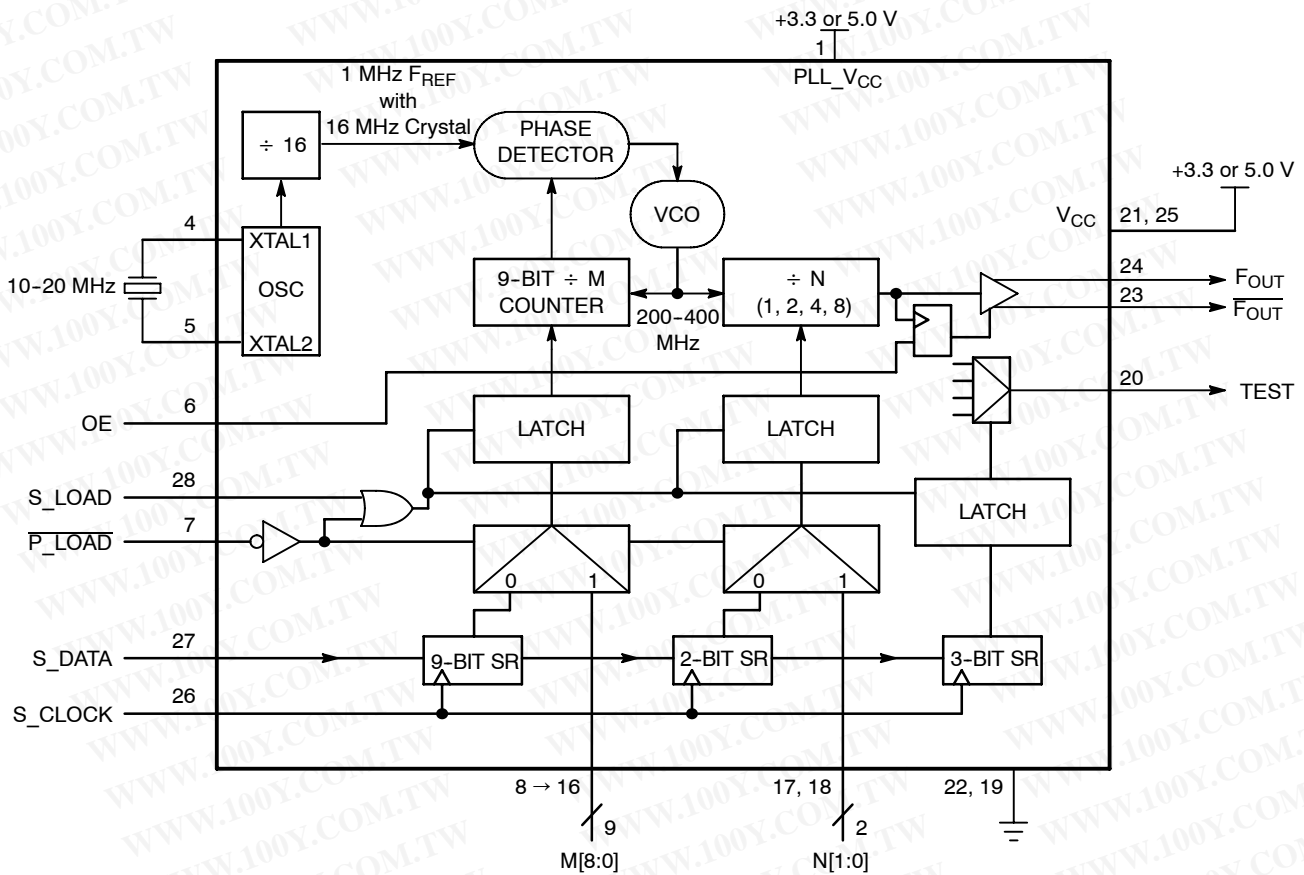 +3.3 or 5.0 V
1
PLL_VCC
1 MHz FREF
with
16 MHz Crystal
÷ 16
PHASE
DETECTOR
VCO
+3.3 or 5.0 V
VCC
21, 25
4
XTAL1
10–20 MHz
OSC
5
XTAL2
9-BIT ÷ M
COUNTER
200–400
MHz
÷ N
(1, 2, 4, 8)
24
FOUT
23
FOUT
20
TEST
OE
6
LATCH
LATCH
S_LOAD
28
P_LOAD
7
LATCH
0
1
0
1
S_DATA
27
9-BIT SR
2-BIT SR
3-BIT SR
S_CLOCK
26
8 → 16
17, 18
22, 19
9
2
M[8:0]
N[1:0]
WWW.100Y.COM.TW